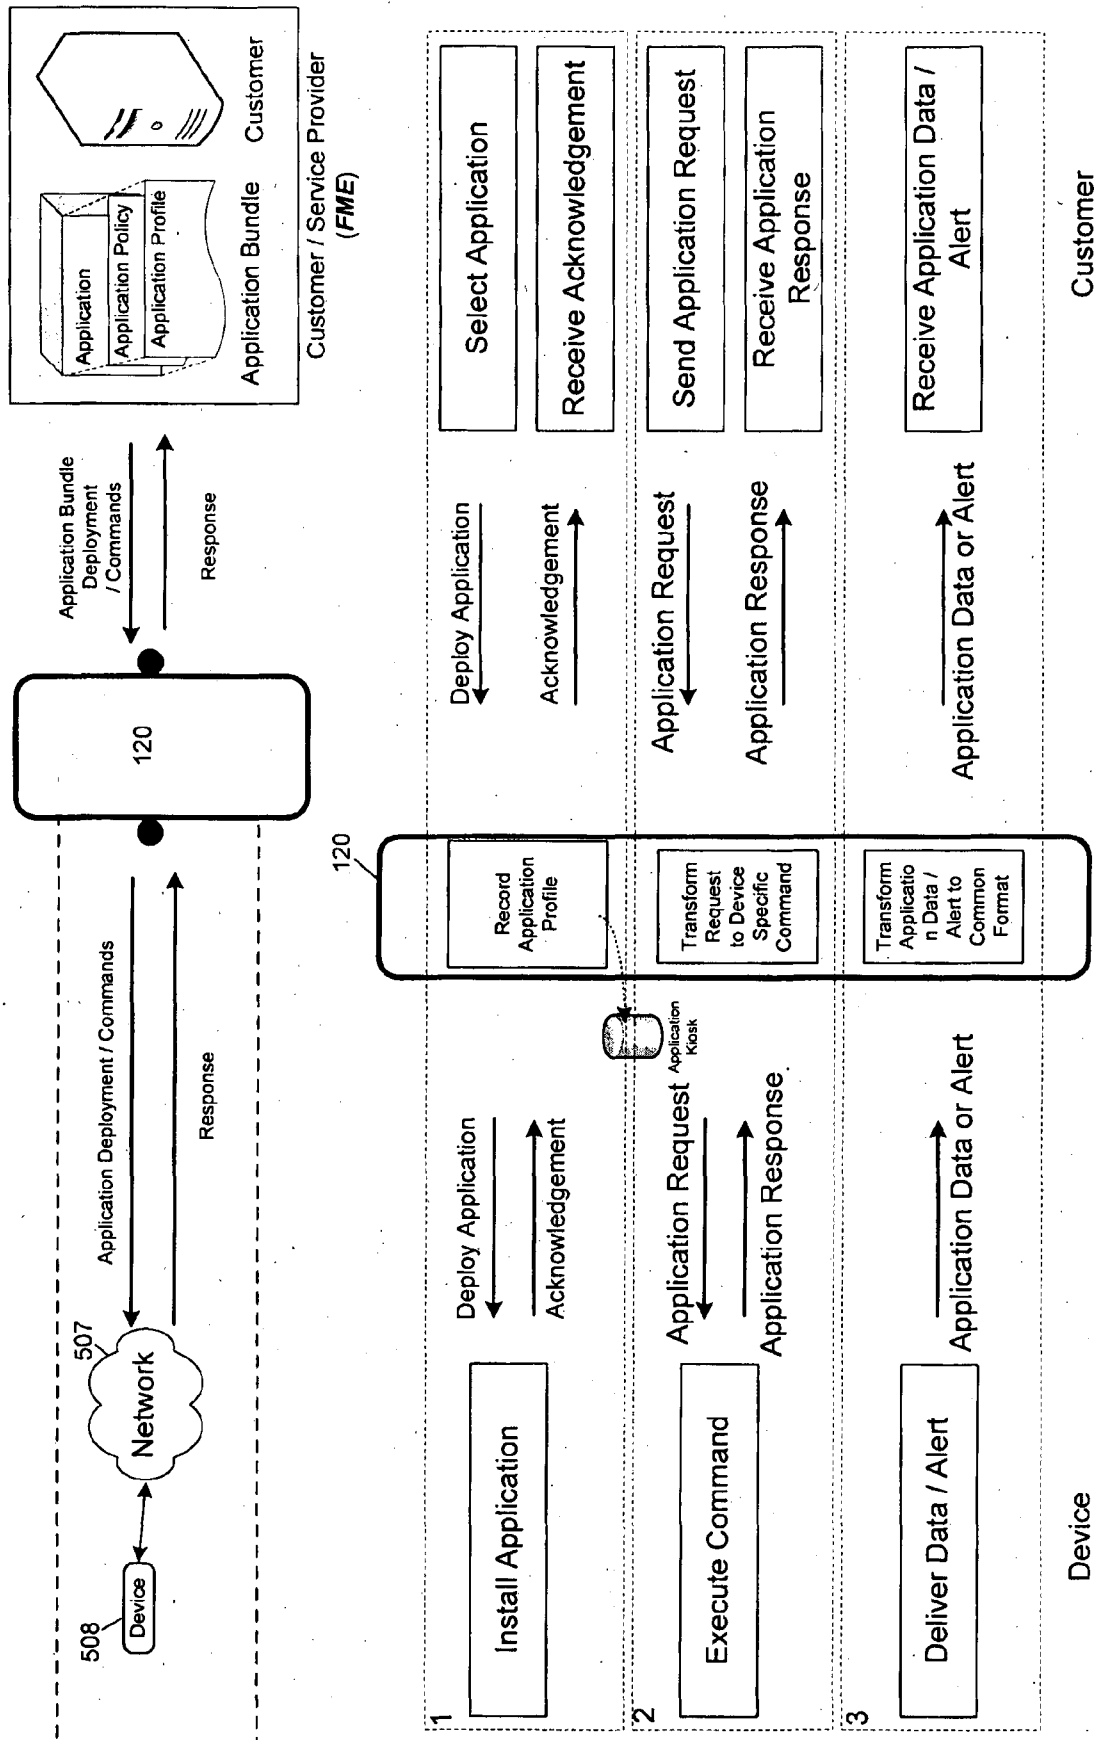 508
Device
507
Network
Application Deployment / Commands
Response
120
Application Bundle
Deployment
/ Commands
Response
Application
Application Policy
Application Profile
Application Bundle
Customer
Customer / Service Provider
(FME)
1
Install Application
Deploy Application
Acknowledgement
120
Record
Application
Profile
Application
Kiosk
Deploy Application
Acknowledgement
Select Application
Receive Acknowledgement
2
Execute Command
Application Request
Application Response
Transform
Request
to Device
Specific
Command
Application Request
Application Response
Send Application Request
Receive Application
Response
3
Deliver Data / Alert
Application Data or Alert
Transform
Applicatio
n Data /
Alert to
Common
Format
Application Data or Alert
Receive Application Data /
Alert
Device
Customer